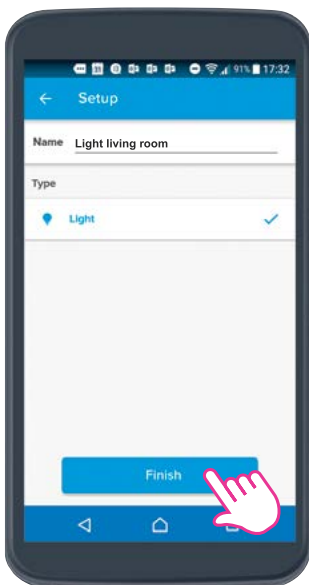 91% 17:32
Setup
Name Light living room
Type
Light
Finish